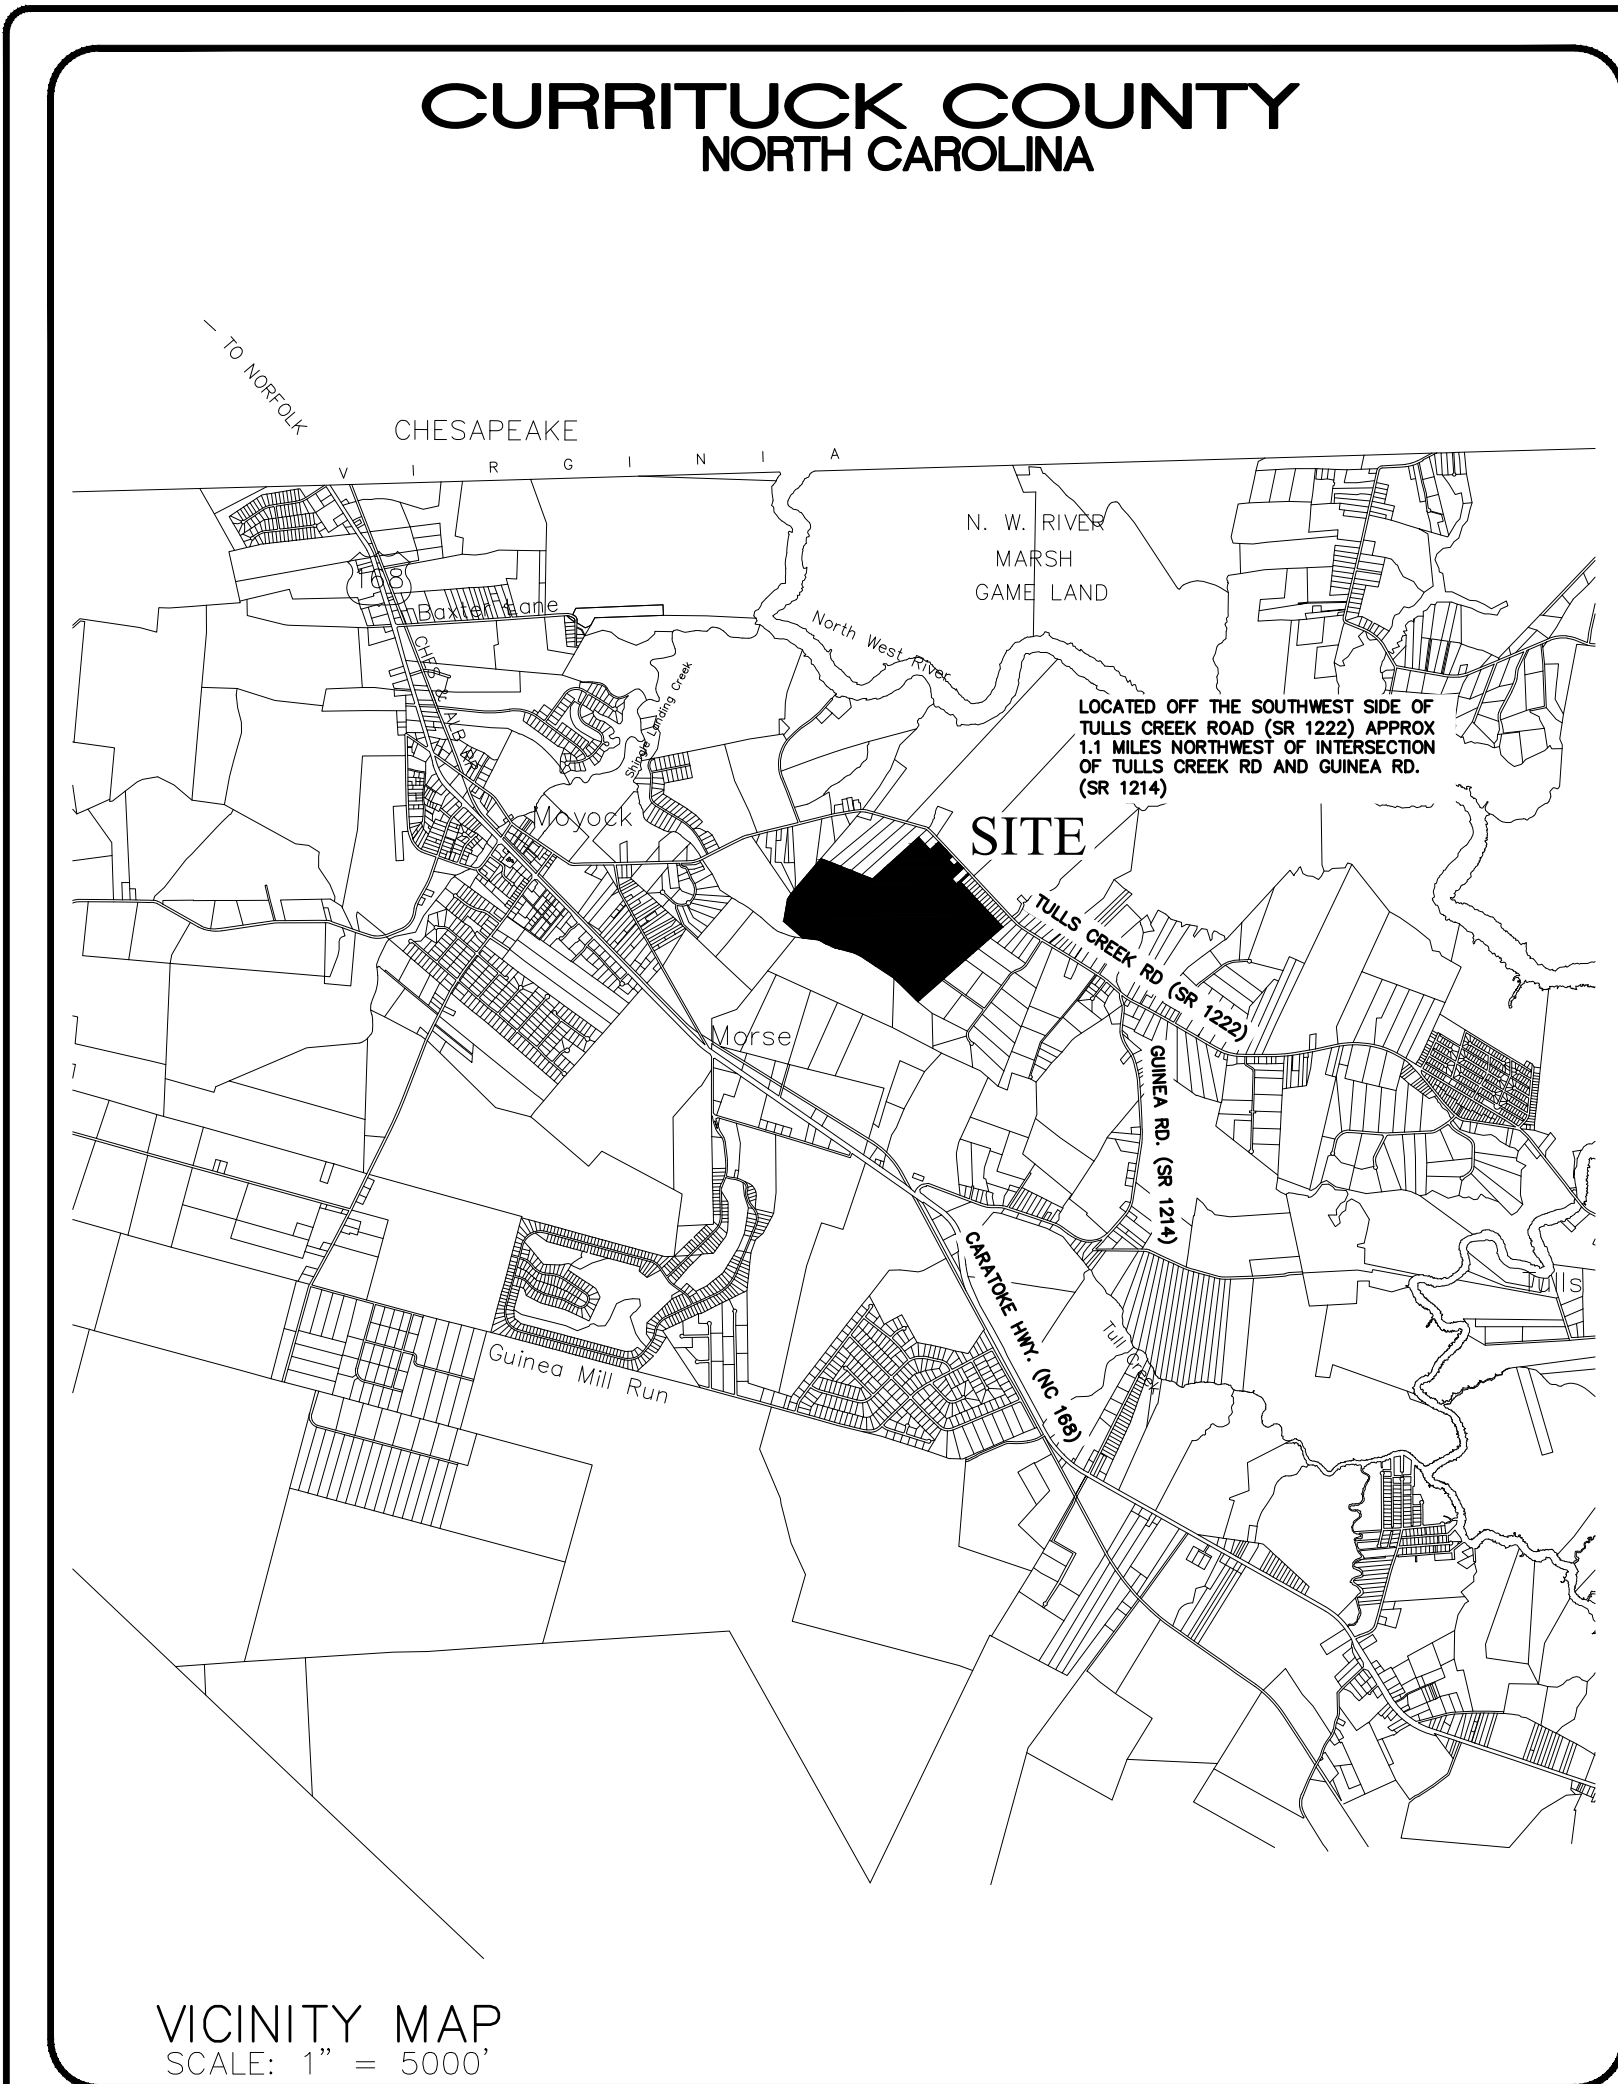 CURRITUCK COUNTY
NORTH CAROLINA
TO NORFOLK
CHESAPEAKE
V I R G I N I A
N. W. RIVER
MARSH
GAME LAND
168
Baxter Lane
North West River
Shingle Landing Creek
LOCATED OFF THE SOUTHWEST SIDE OF
TULLS CREEK ROAD (SR 1222) APPROX
1.1 MILES NORTHWEST OF INTERSECTION
OF TULLS CREEK RD AND GUINEA RD.
(SR 1214)
Moyock
SITE
TULLS CREEK RD (SR 1222)
Morse
GUINEA RD. (SR 1214)
CARATOKE HWY. (NC 168)
Tull Creek
Guinea Mill Run
VICINITY MAP
SCALE: 1" = 5000'